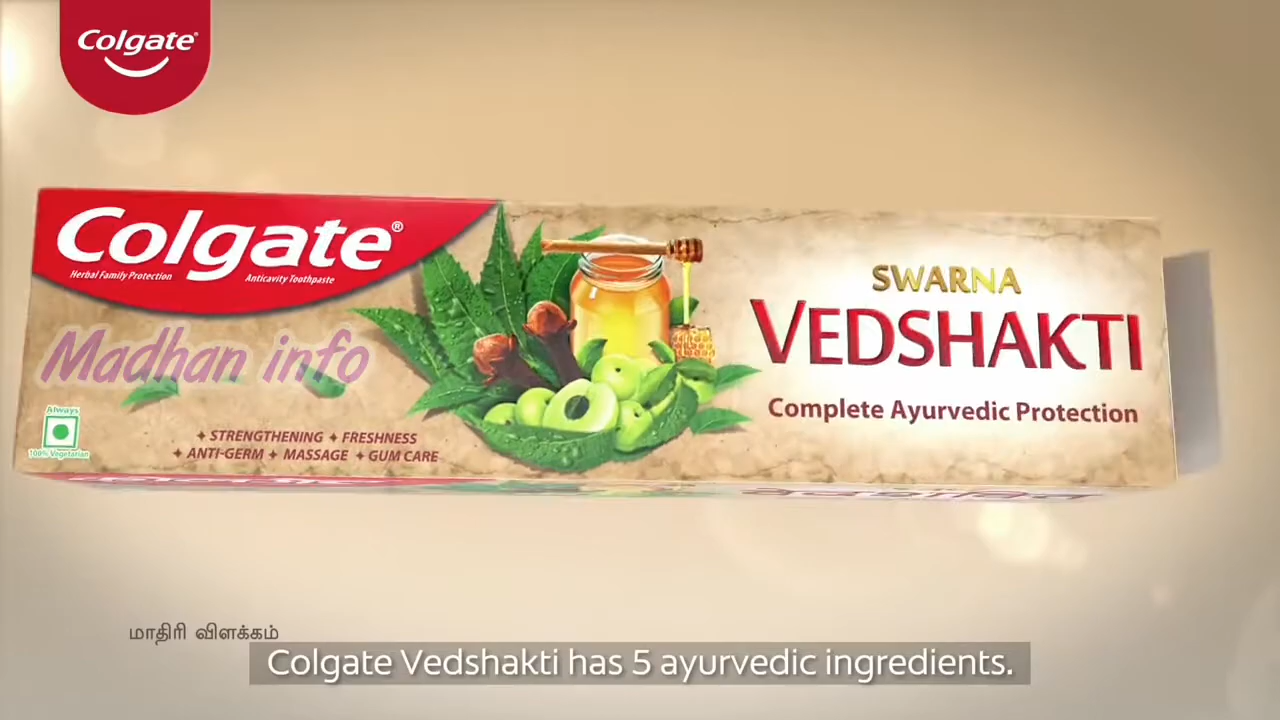 Colgate
Colgate®
Herbal Family Protection Anticavity Toothpaste
SWARNA
VEDSHAKTI
Complete Ayurvedic Protection
Madhan info
Always
100% Vegetarian
✦ STRENGTHENING ✦ FRESHNESS
✦ ANTI-GERM ✦ MASSAGE ✦ GUM CARE
மாதிரி விளக்கம்
Colgate Vedshakti has 5 ayurvedic ingredients.